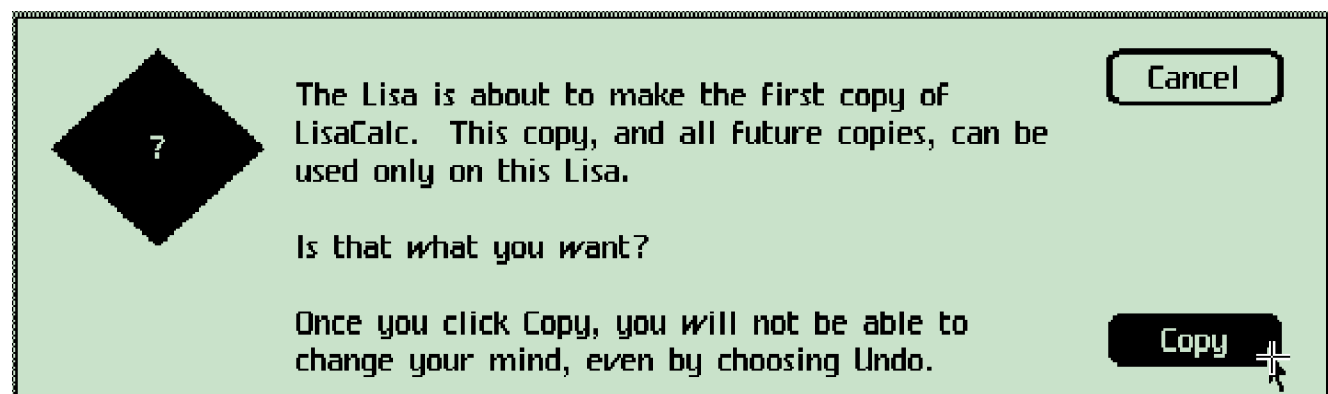 ?
The Lisa is about to make the first copy of
LisaCalc.  This copy, and all future copies, can be
used only on this Lisa.
Is that what you want?
Once you click Copy, you will not be able to
change your mind, even by choosing Undo.
Cancel
Copy